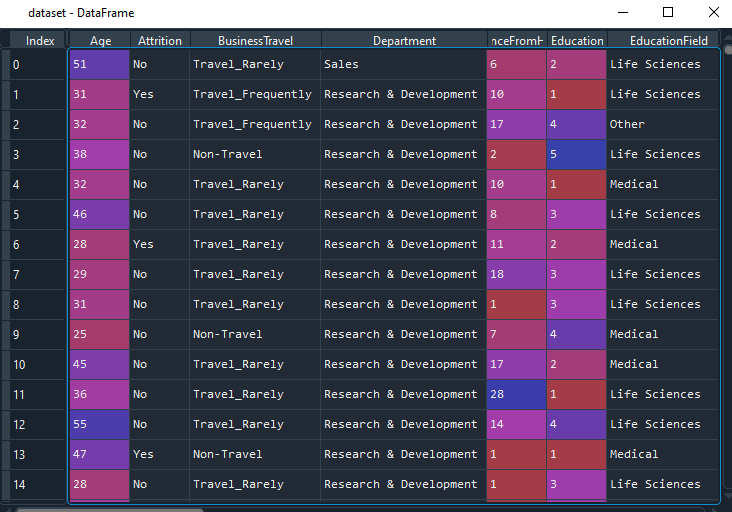 dataset - DataFrame
Index Age Attrition BusinessTravel Department nceFromH Education EducationField
0 51 No Travel_Rarely Sales 6 2 Life Sciences
1 31 Yes Travel_Frequently Research & Development 10 1 Life Sciences
2 32 No Travel_Frequently Research & Development 17 4 Other
3 38 No Non-Travel Research & Development 2 5 Life Sciences
4 32 No Travel_Rarely Research & Development 10 1 Medical
5 46 No Travel_Rarely Research & Development 8 3 Life Sciences
6 28 Yes Travel_Rarely Research & Development 11 2 Medical
7 29 No Travel_Rarely Research & Development 18 3 Life Sciences
8 31 No Travel_Rarely Research & Development 1 3 Life Sciences
9 25 No Non-Travel Research & Development 7 4 Medical
10 45 No Travel_Rarely Research & Development 17 2 Medical
11 36 No Travel_Rarely Research & Development 28 1 Life Sciences
12 55 No Travel_Rarely Research & Development 14 4 Life Sciences
13 47 Yes Non-Travel Research & Development 1 1 Medical
14 28 No Travel_Rarely Research & Development 1 3 Life Sciences